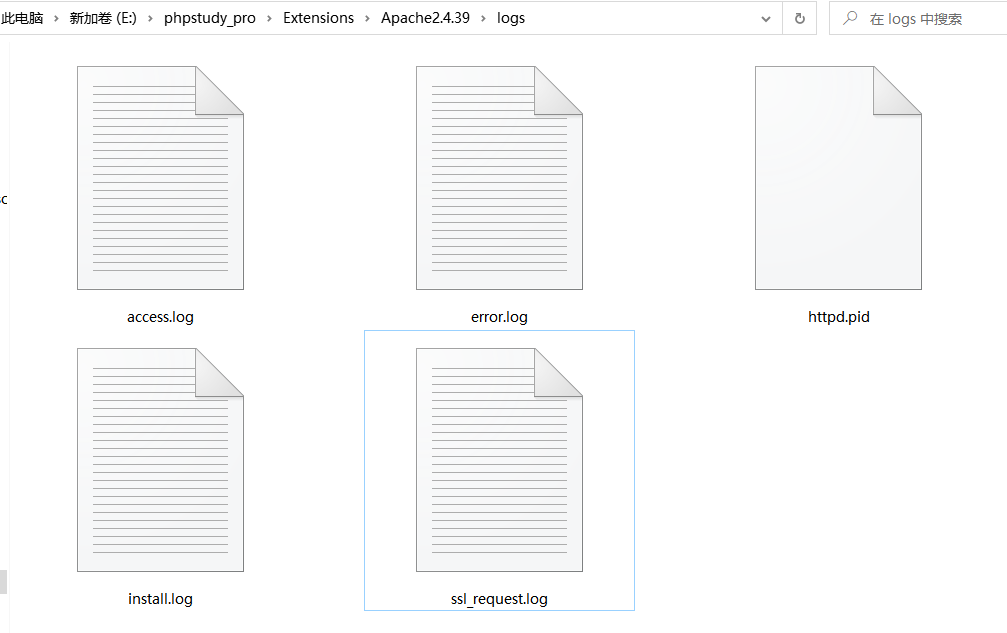 此电脑 › 新加卷 (E:) › phpstudy_pro › Extensions › Apache2.4.39 › logs
在 logs 中搜索
access.log
error.log
httpd.pid
install.log
ssl_request.log